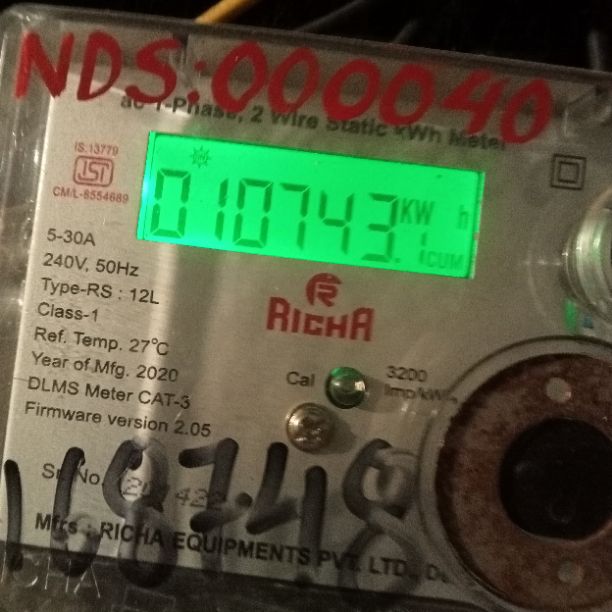 NDS:000040
ac 1-Phase, 2 Wire Static kWh Meter
IS:13779
ISI
CM/L-8554689
ON
010743.1 KW h
CUM
5-30A
240V, 50Hz
Type-RS : 12L
Class-1
Ref. Temp. 27°C
Year of Mfg. 2020
DLMS Meter CAT-3
Firmware version 2.05
R
RICHA
Cal
3200
Imp/kWh
Sr. No.
Mfrs : RICHA EQUIPMENTS PVT. LTD.,